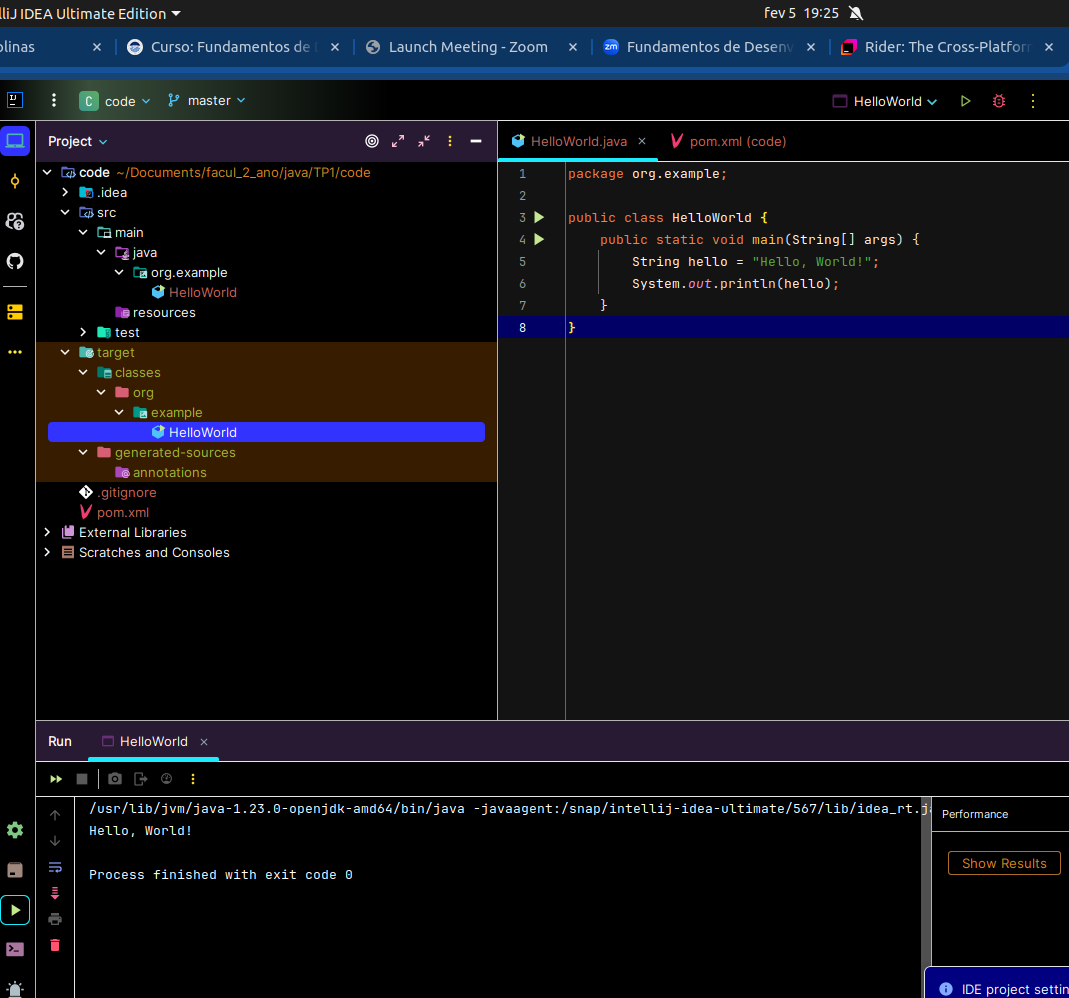 lliJ IDEA Ultimate Edition
fev 5 19:25
olinas
Curso: Fundamentos de
Launch Meeting - Zoom
zm
Fundamentos de Desenv
Rider: The Cross-Platfor
IJ
C
code
master
HelloWorld
Project
code ~/Documents/facul_2_ano/java/TP1/code
.idea
src
main
java
org.example
HelloWorld
resources
test
target
classes
org
example
HelloWorld
generated-sources
annotations
.gitignore
pom.xml
External Libraries
Scratches and Consoles
HelloWorld.java
pom.xml (code)
1 package org.example;
2
3 public class HelloWorld {
4 public static void main(String[] args) {
5 String hello = "Hello, World!";
6 System.out.println(hello);
7 }
8 }
Run
HelloWorld
/usr/lib/jvm/java-1.23.0-openjdk-amd64/bin/java -javaagent:/snap/intellij-idea-ultimate/567/lib/idea_rt.ja
Hello, World!
Process finished with exit code 0
Performance
Show Results
IDE project settin